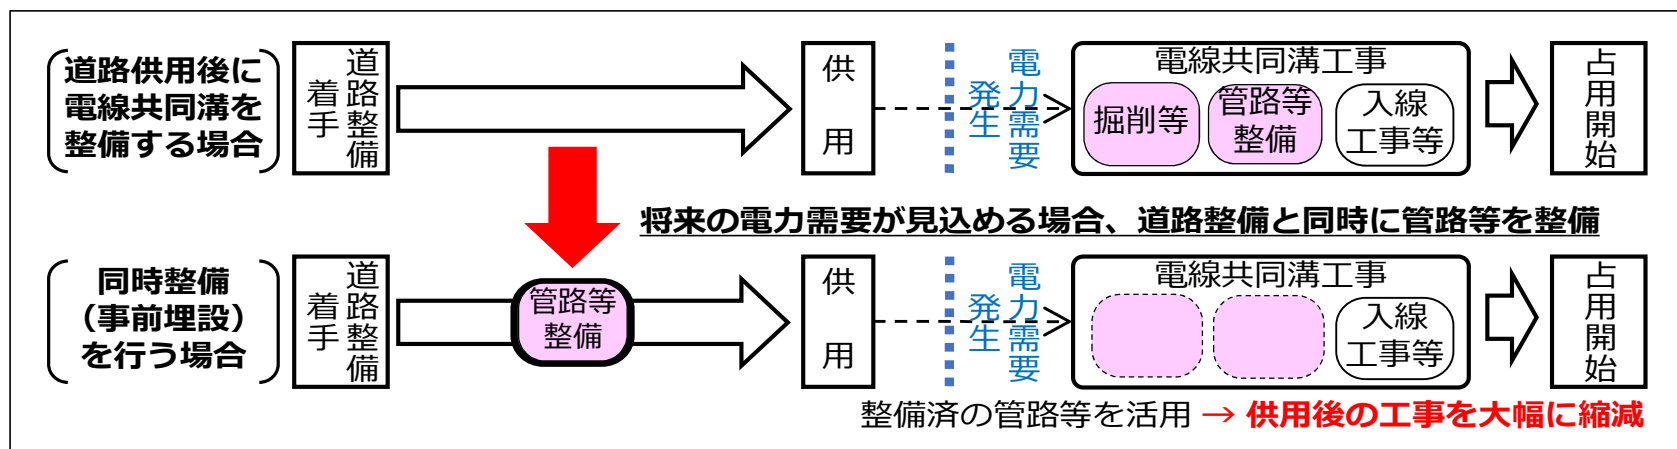 道路供用後に
電線共同溝を
整備する場合
道路整備
着手
供用
電力需要
発生
電線共同溝工事
掘削等
管路等
整備
入線
工事等
占用開始
将来の電力需要が見込める場合、道路整備と同時に管路等を整備
同時整備
（事前埋設）
を行う場合
道路整備
着手
管路等
整備
供用
電力需要
発生
電線共同溝工事
入線
工事等
占用開始
整備済の管路等を活用 → 供用後の工事を大幅に縮減